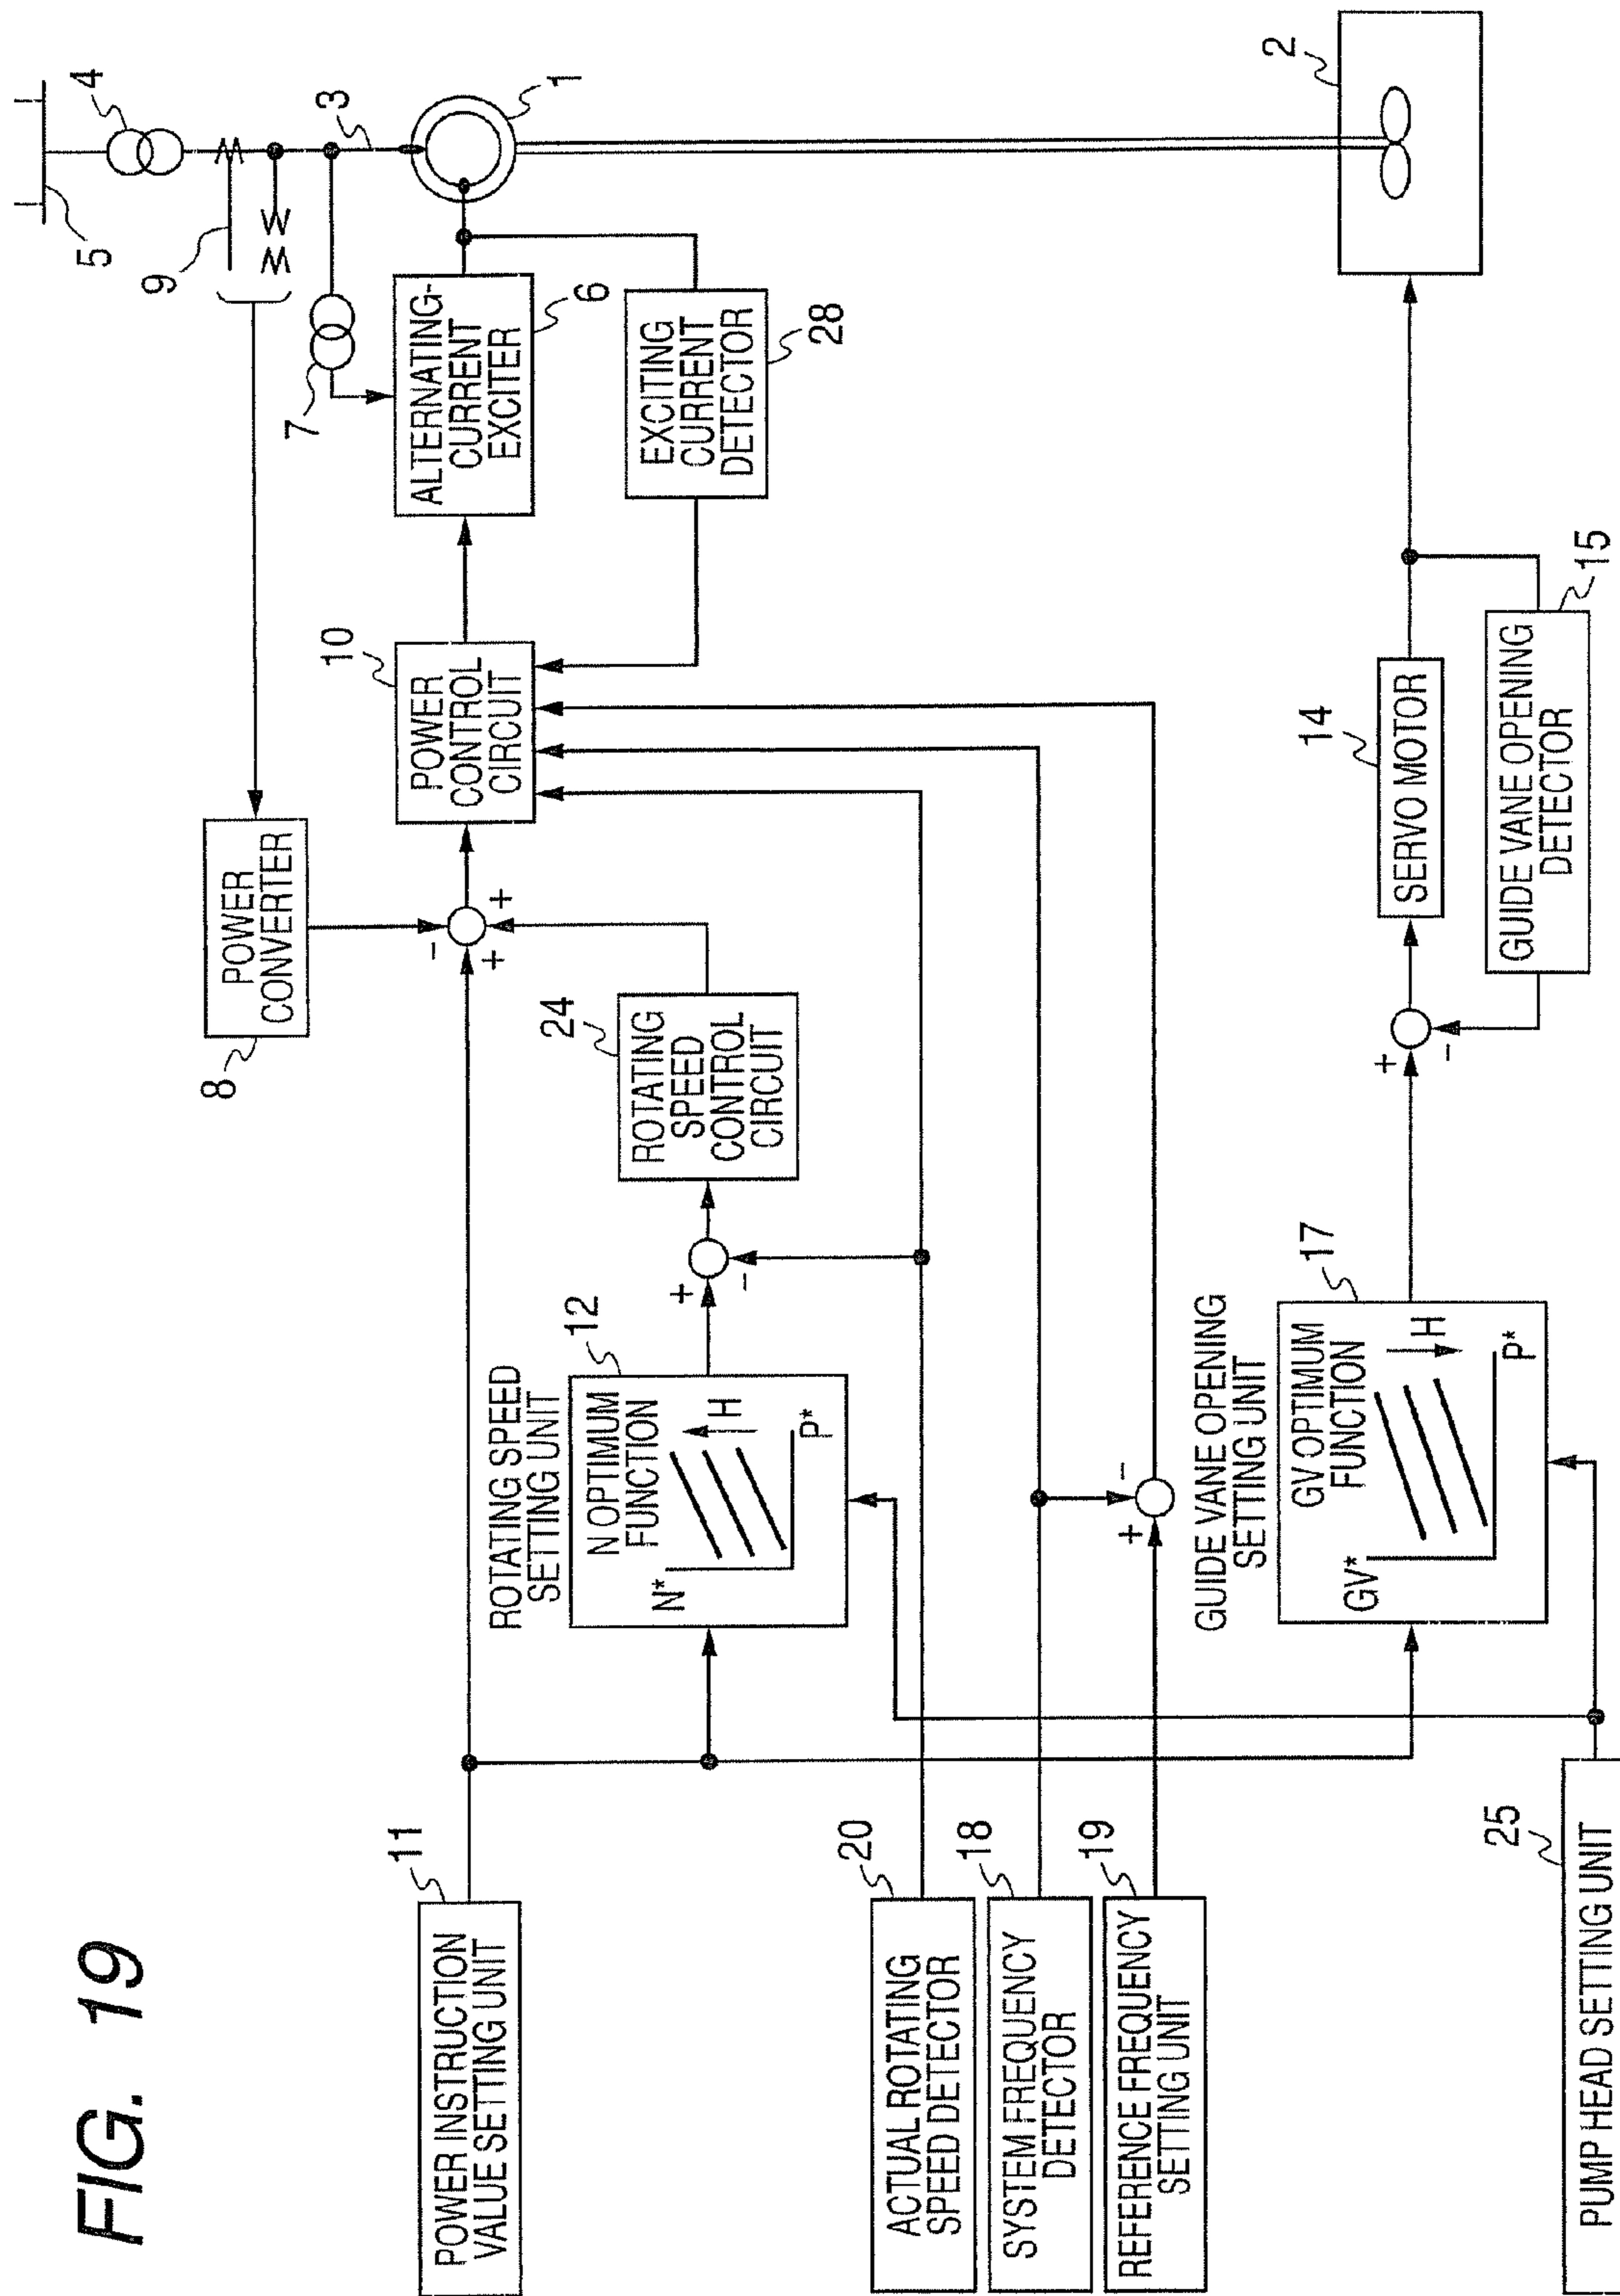 FIG. 19
5
4
9
3
7
1
2
8
POWER
CONVERTER
10
POWER
CONTROL
CIRCUIT
ALTERNATING-
CURRENT
EXCITER
6
EXCITING
CURRENT
DETECTOR
28
-
+
+
11
POWER INSTRUCTION
VALUE SETTING UNIT
ROTATING SPEED
SETTING UNIT
12
N OPTIMUM
FUNCTION
N*
H
P*
+
-
24
ROTATING
SPEED
CONTROL
CIRCUIT
20
ACTUAL ROTATING
SPEED DETECTOR
18
SYSTEM FREQUENCY
DETECTOR
19
REFERENCE FREQUENCY
SETTING UNIT
+
-
GUIDE VANE OPENING
SETTING UNIT
17
GV OPTIMUM
FUNCTION
GV*
H
P*
+
-
14
SERVO MOTOR
GUIDE VANE OPENING
DETECTOR
15
25
PUMP HEAD SETTING UNIT